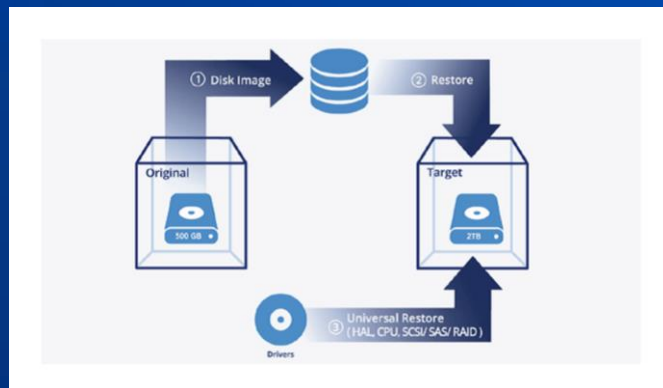 ① Disk Image
② Restore
Original
Target
500 GB
2TB
③ Universal Restore
( HAL, CPU, SCSI/ SAS/ RAID )
Drivers